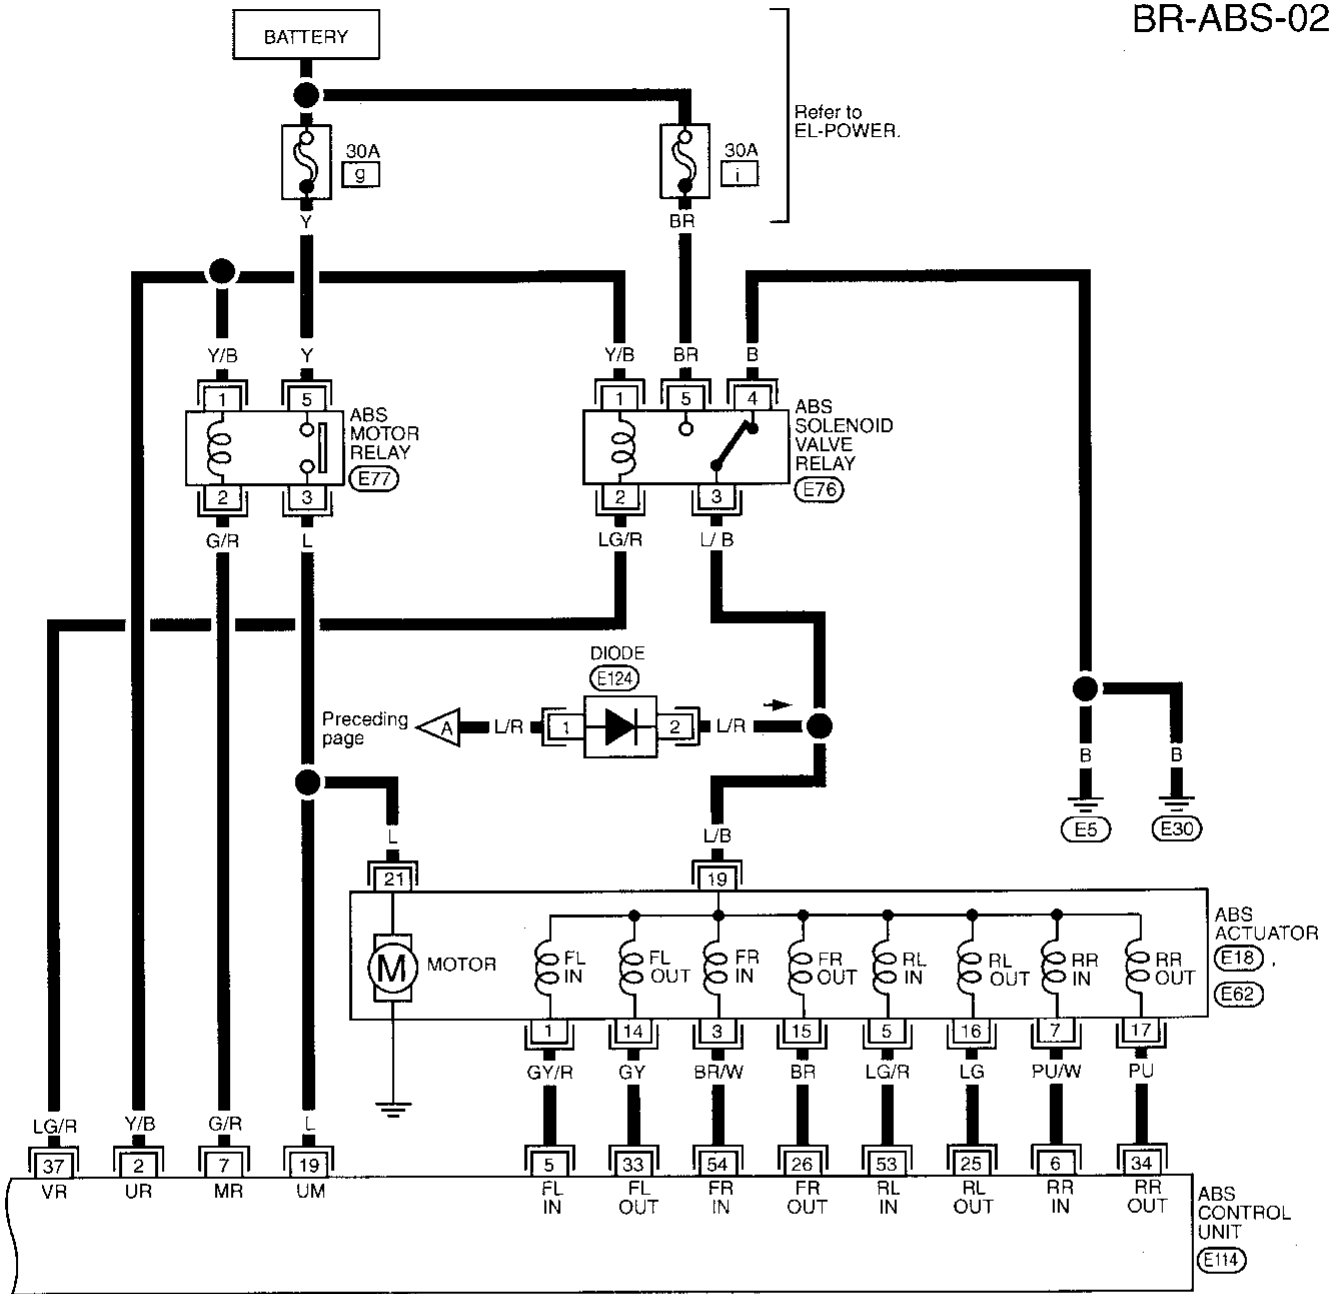 BR-ABS-02
BATTERY
Refer to
EL-POWER.
30A
g
30A
i
Y
BR
Y/B
Y
Y/B
BR
B
1
5
1
5
4
ABS
MOTOR
RELAY
E77
ABS
SOLENOID
VALVE
RELAY
E76
2
3
2
3
G/R
L
LG/R
L/B
DIODE
E124
Preceding
page
A
L/R
1
2
L/R
B
B
E5
E30
L
L/B
21
19
MOTOR
M
FL
IN
FL
OUT
FR
IN
FR
OUT
RL
IN
RL
OUT
RR
IN
RR
OUT
ABS
ACTUATOR
E18 ,
E62
1
14
3
15
5
16
7
17
GY/R
GY
BR/W
BR
LG/R
LG
PU/W
PU
LG/R
Y/B
G/R
L
37
2
7
19
5
33
54
26
53
25
6
34
VR
UR
MR
UM
FL
IN
FL
OUT
FR
IN
FR
OUT
RL
IN
RL
OUT
RR
IN
RR
OUT
ABS
CONTROL
UNIT
E114